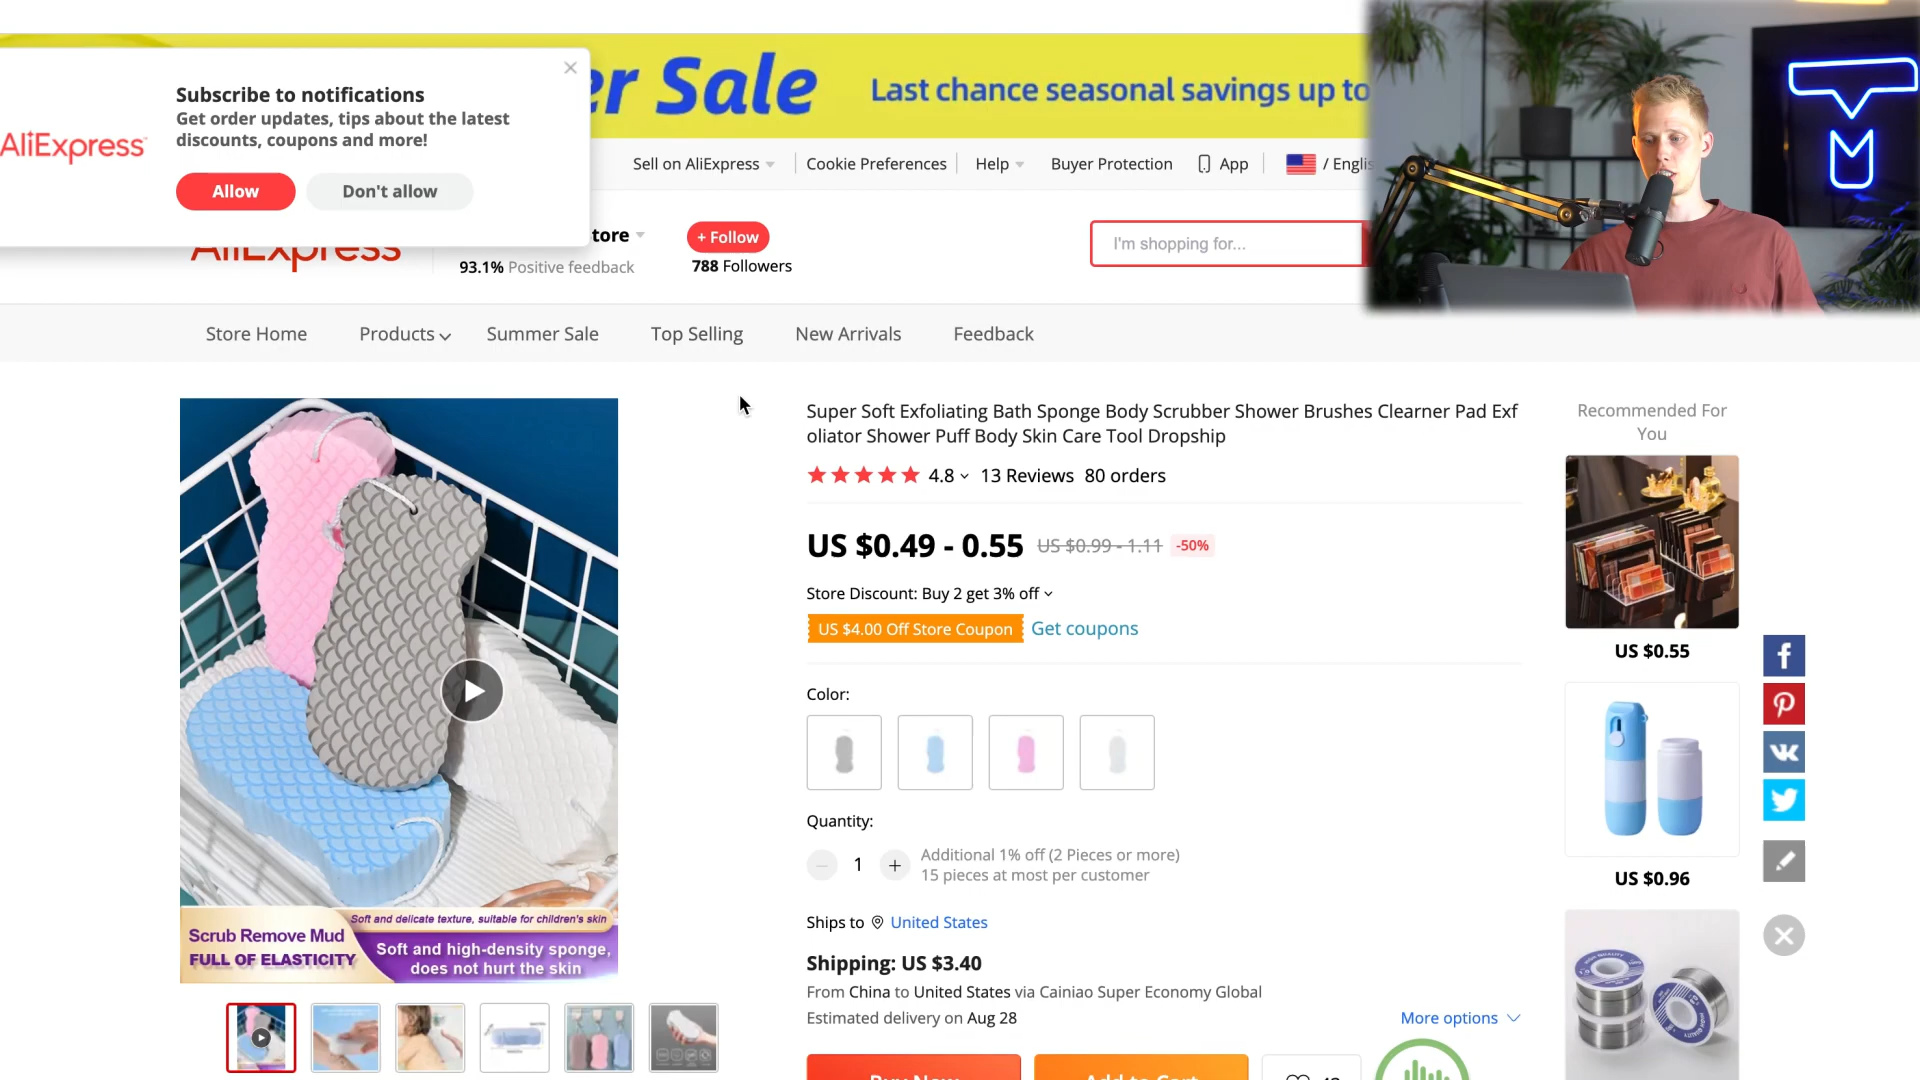 er Sale
Last chance seasonal savings up to
Subscribe to notifications
Get order updates, tips about the latest
discounts, coupons and more!
AliExpress
Allow
Don't allow
Sell on AliExpress
Cookie Preferences
Help
Buyer Protection
App
/ Englis
AliExpress
tore
+ Follow
93.1% Positive feedback
788 Followers
I'm shopping for...
Store Home
Products
Summer Sale
Top Selling
New Arrivals
Feedback
Super Soft Exfoliating Bath Sponge Body Scrubber Shower Brushes Clearner Pad Exf
oliator Shower Puff Body Skin Care Tool Dropship
4.8
13 Reviews
80 orders
US $0.49 - 0.55
US $0.99 - 1.11
-50%
Store Discount: Buy 2 get 3% off
US $4.00 Off Store Coupon
Get coupons
Color:
Quantity:
1
Additional 1% off (2 Pieces or more)
15 pieces at most per customer
Ships to
United States
Shipping: US $3.40
From China to United States via Cainiao Super Economy Global
Estimated delivery on Aug 28
More options
Buy Now
Add to Cart
Soft and delicate texture, suitable for children's skin
Scrub Remove Mud
FULL OF ELASTICITY
Soft and high-density sponge,
does not hurt the skin
Recommended For
You
US $0.55
US $0.96